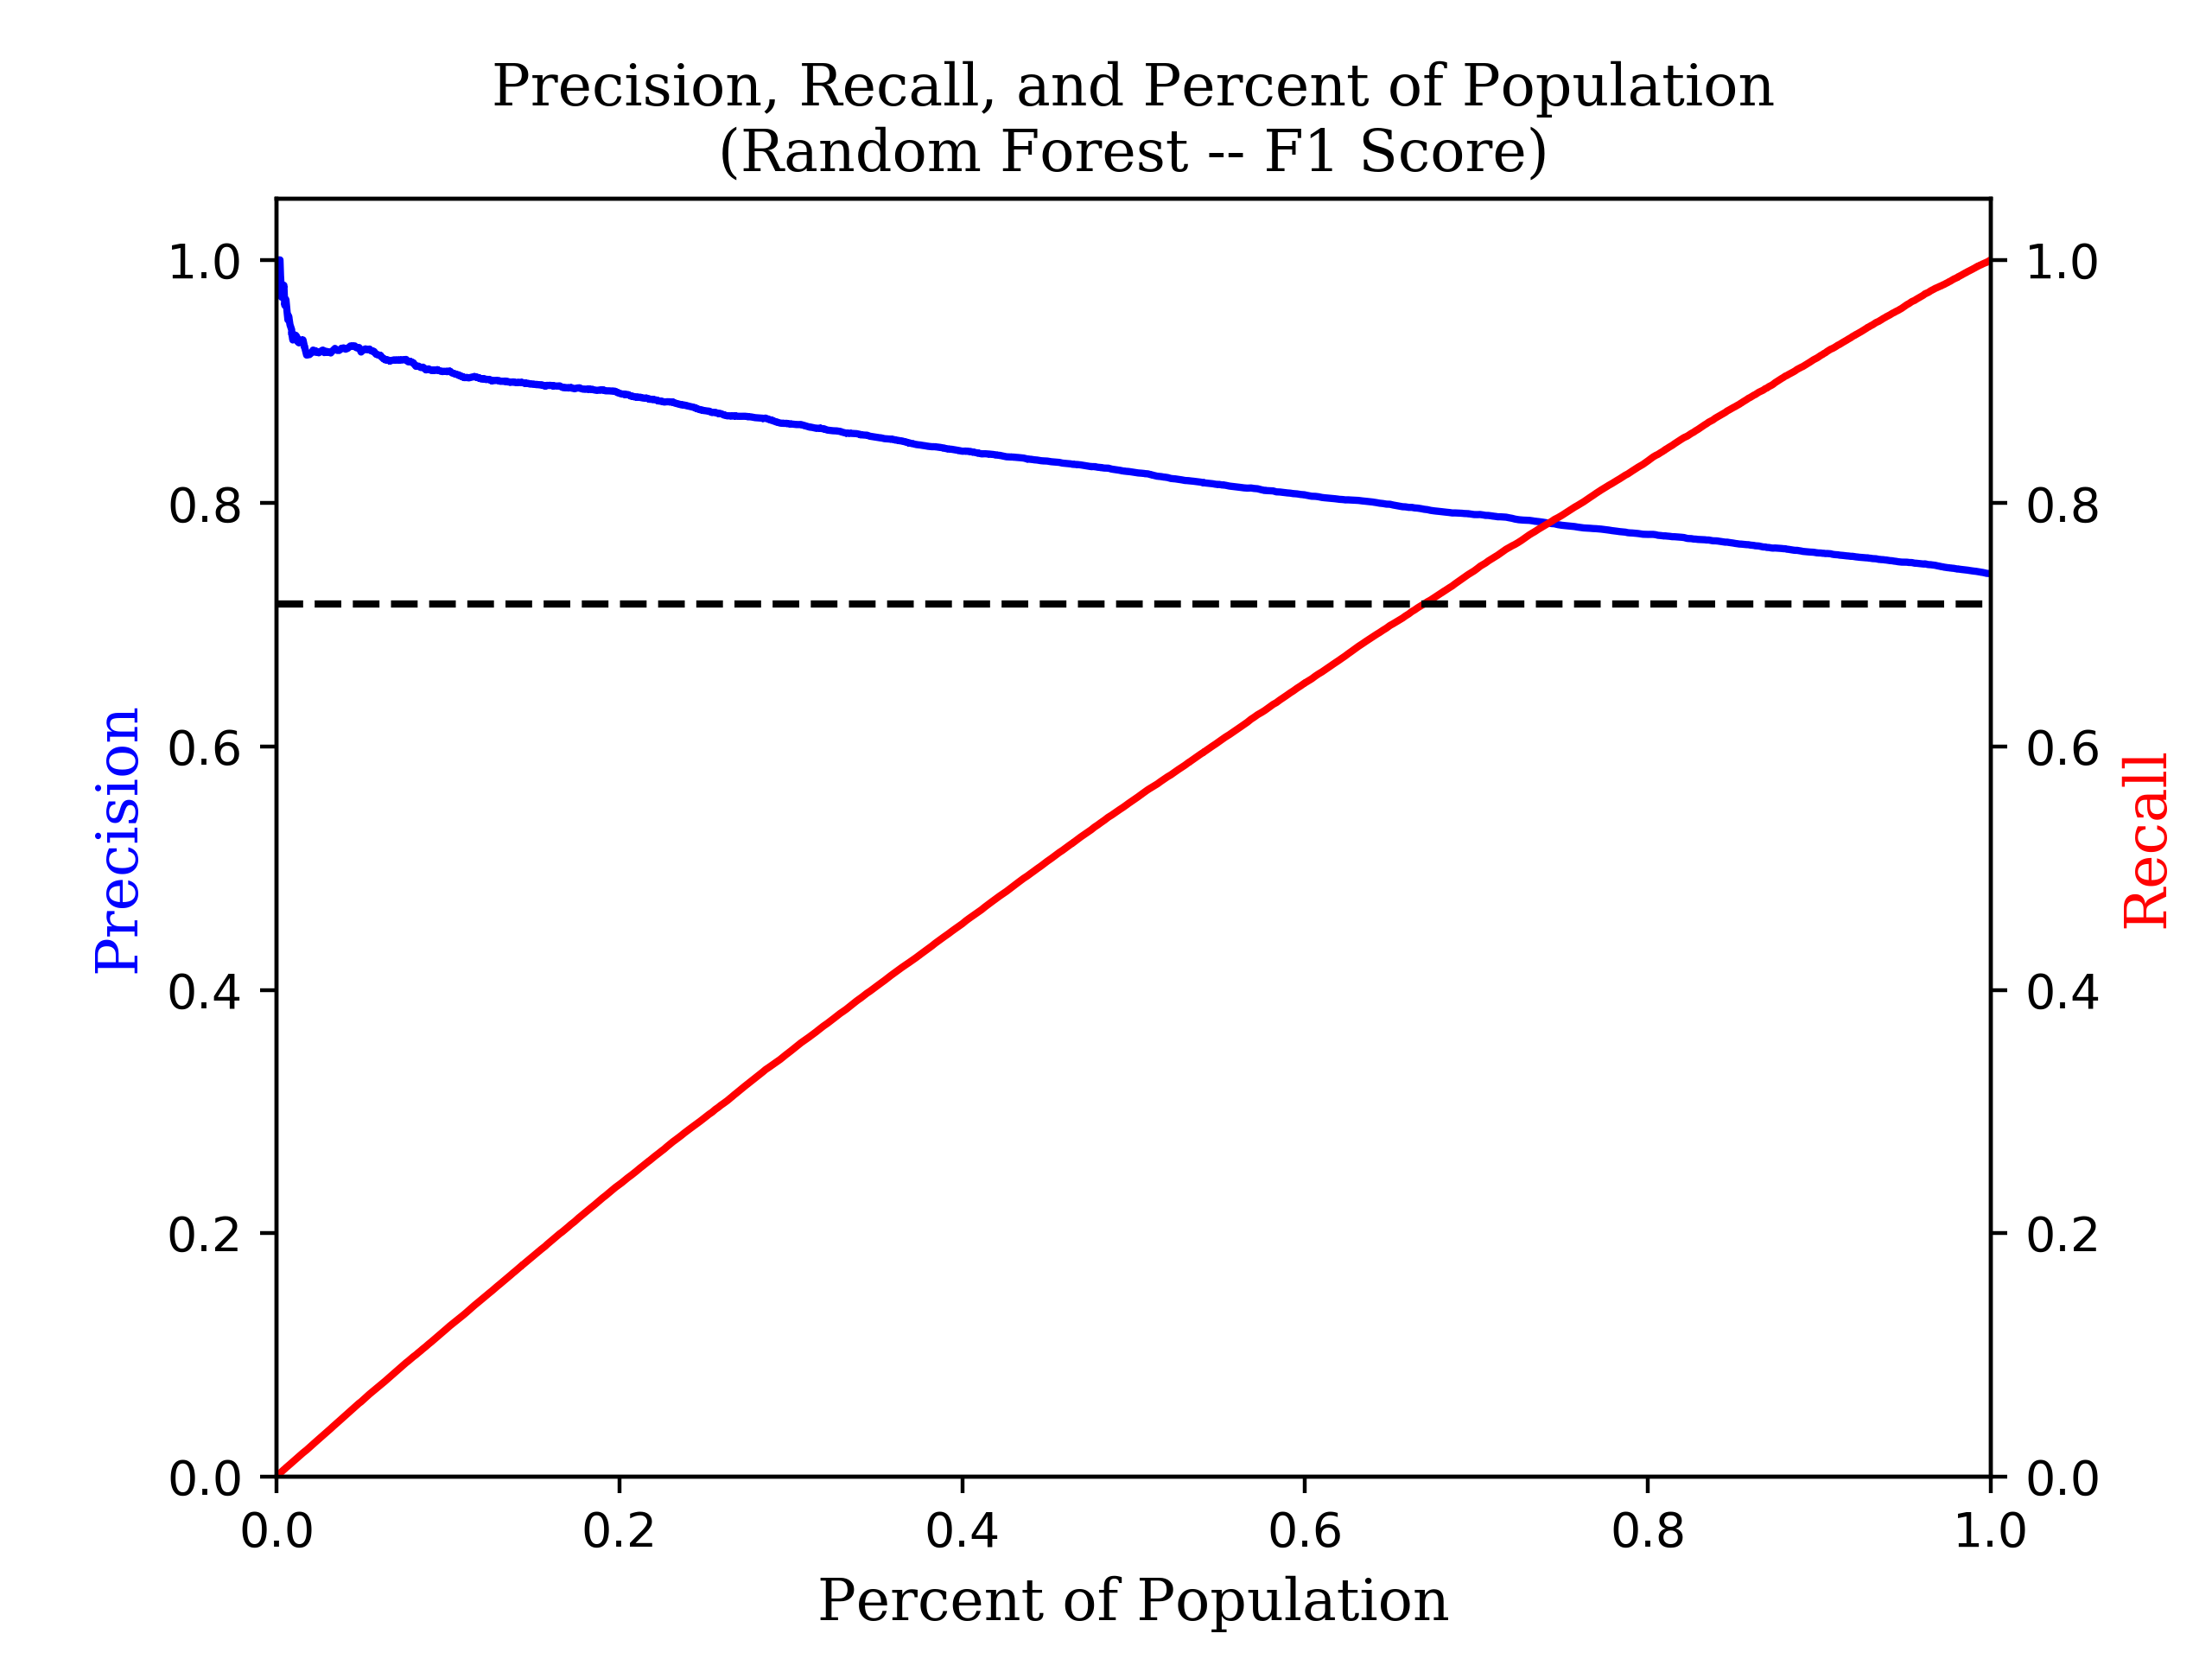 Precision, Recall, and Percent of Population
(Random Forest -- F1 Score)
1.0
0.8
0.6
0.4
0.2
0.0
Precision
1.0
0.8
0.6
0.4
0.2
0.0
Recall
0.0 0.2 0.4 0.6 0.8 1.0
Percent of Population